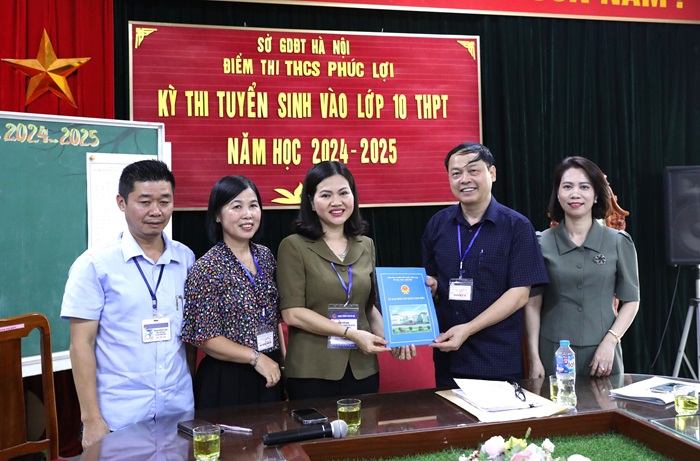 SỞ GDĐT HÀ NỘI
ĐIỂM THI THCS PHÚC LỢI
KỲ THI TUYỂN SINH VÀO LỚP 10 THPT
NĂM HỌC 2024-2025
2024-2025